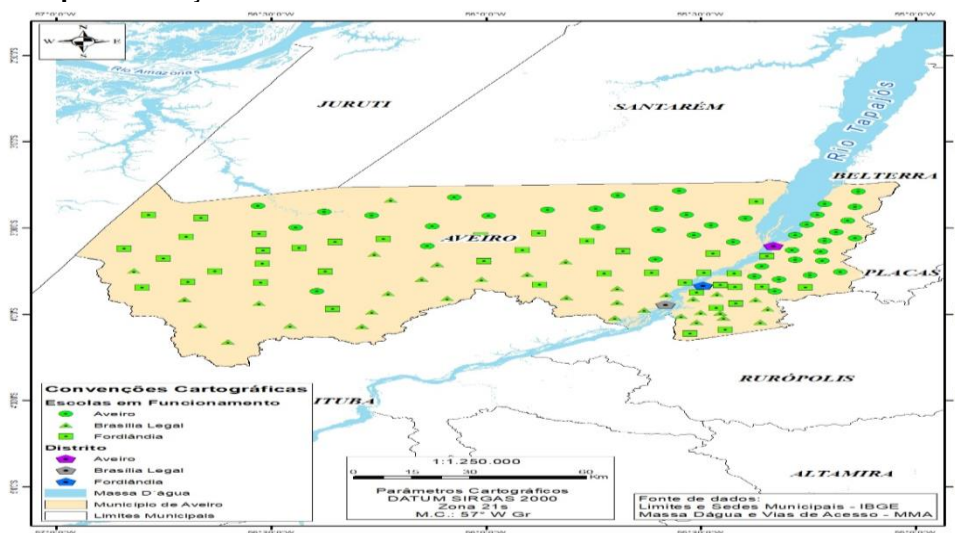 N
W E
S
Rio Amazonas
JURUTI
SANTARÉM
Rio Tapajós
BELTERRA
AVEIRO
PLACAS
ITUBA
RURÓPOLIS
ALTAMIRA
Convenções Cartográficas
Escolas em Funcionamento
Aveiro
Brasília Legal
Fordlândia
Distrito
Aveiro
Brasília Legal
Fordlândia
Massa D´água
Município de Aveiro
Limites Municipais
1:1.250.000
0 15 30 60
Km
Parâmetros Cartográficos
DATUM SIRGAS 2000
Zona 21s
M.C.: 57° W Gr
Fonte de dados:
Limites e Sedes Municipais - IBGE
Massa Dágua e Vias de Acesso - MMA